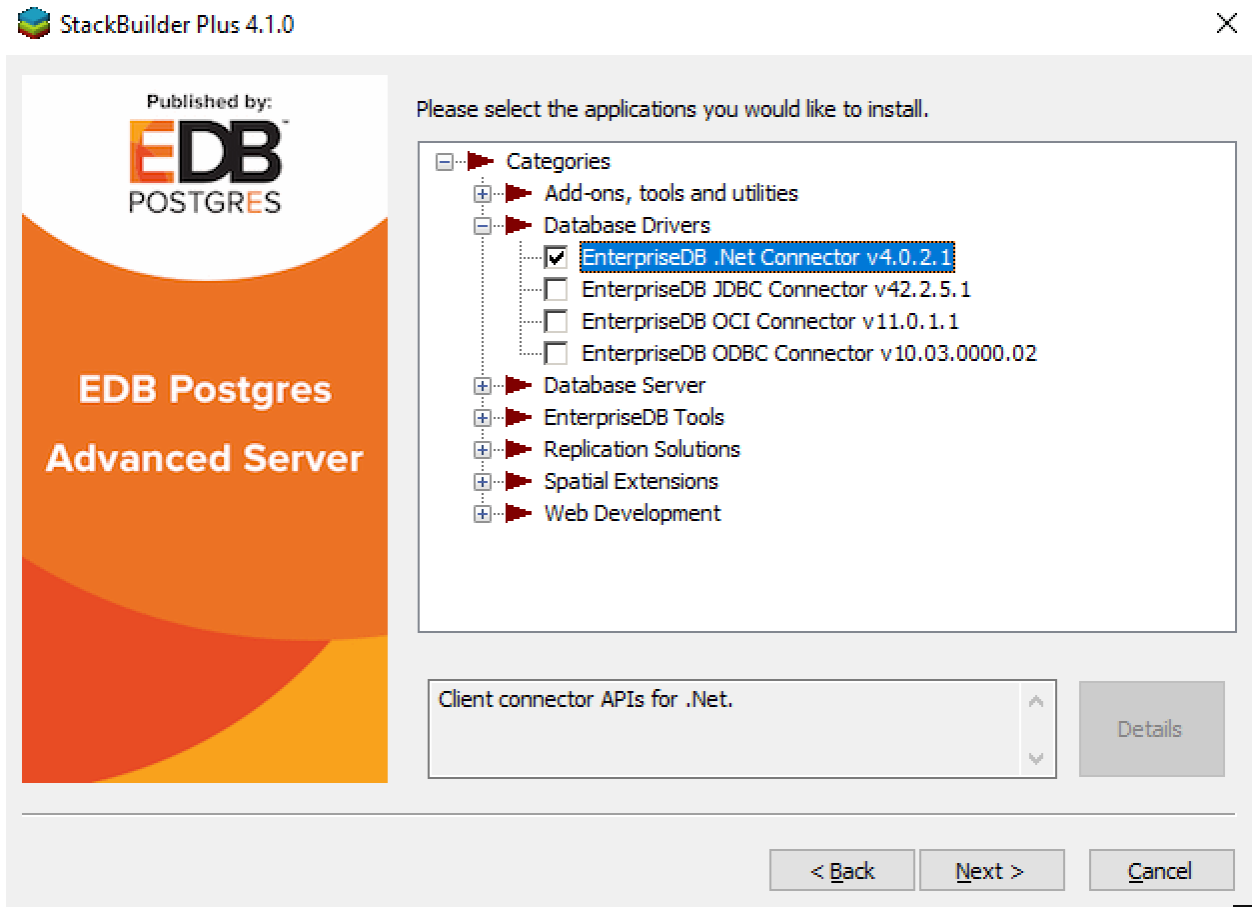 StackBuilder Plus 4.1.0
Published by:
EDB™
POSTGRES
EDB Postgres
Advanced Server
Please select the applications you would like to install.
Categories
Add-ons, tools and utilities
Database Drivers
EnterpriseDB .Net Connector v4.0.2.1
EnterpriseDB JDBC Connector v42.2.5.1
EnterpriseDB OCI Connector v11.0.1.1
EnterpriseDB ODBC Connector v10.03.0000.02
Database Server
EnterpriseDB Tools
Replication Solutions
Spatial Extensions
Web Development
Client connector APIs for .Net.
Details
< Back
Next >
Cancel